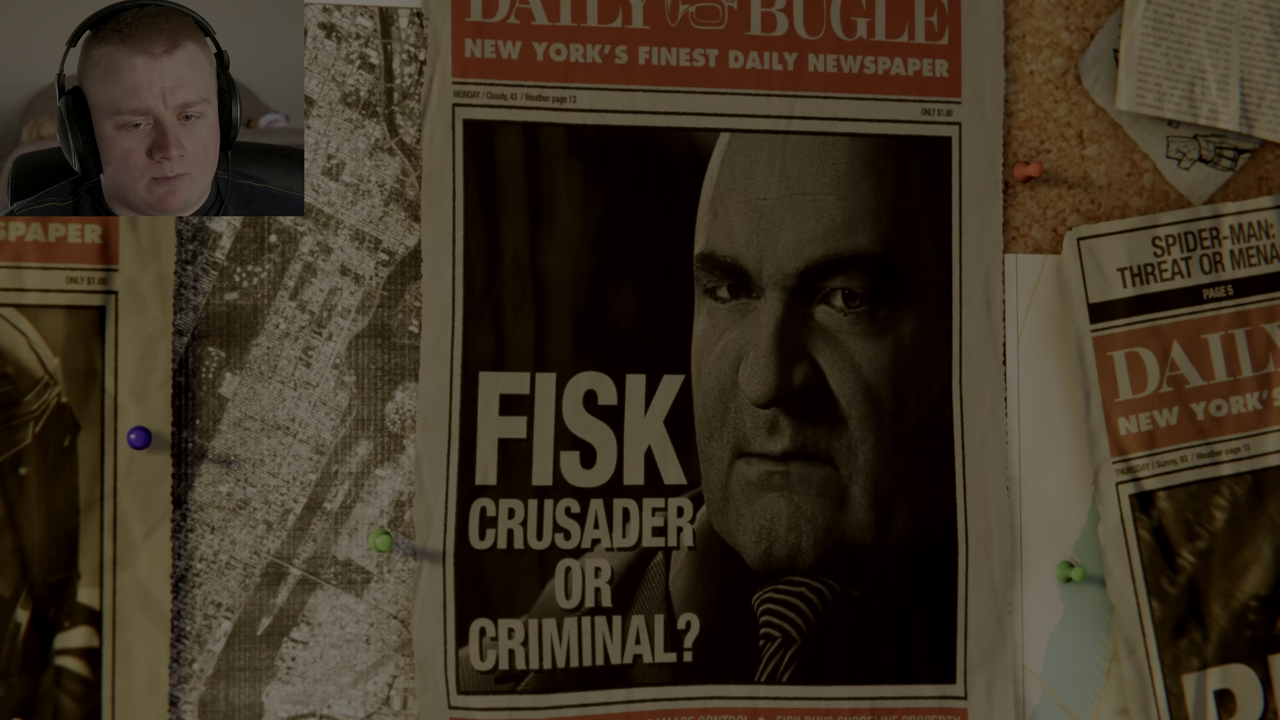 DAILY BUGLE
NEW YORK'S FINEST DAILY NEWSPAPER
MONDAY / Cloudy, 43 / Weather page 13
ONLY $1.00
FISK
CRUSADER
OR
CRIMINAL?
SPAPER
ONLY $1.00
SPIDER-MAN:
THREAT OR MENA
PAGE 5
DAILY
NEW YORK'S
THURSDAY / Sunny, 83 / Weather page 13